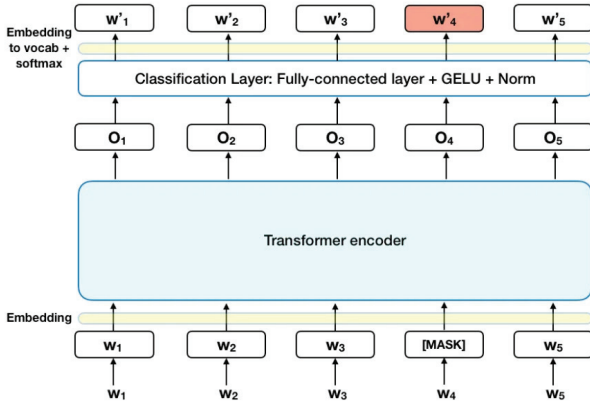 Embedding
to vocab +
softmax
w'₁ w'₂ w'₃ w'₄ w'₅
Classification Layer: Fully-connected layer + GELU + Norm
O₁ O₂ O₃ O₄ O₅
Transformer encoder
Embedding
w₁ w₂ w₃ [MASK] w₅
w₁ w₂ w₃ w₄ w₅